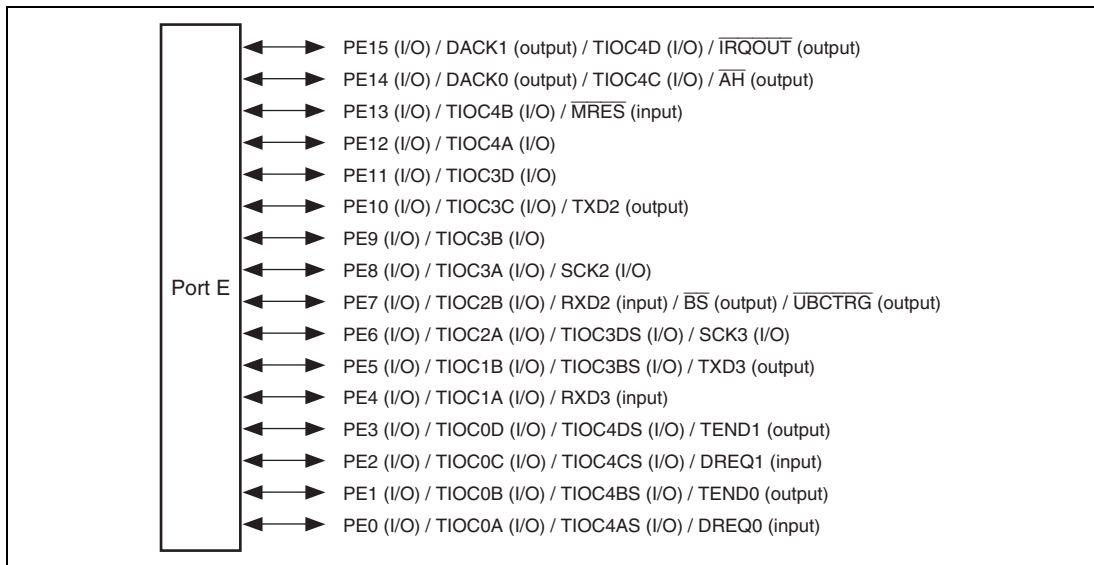 PE15 (I/O) / DACK1 (output) / TIOC4D (I/O) / IRQOUT (output)
PE14 (I/O) / DACK0 (output) / TIOC4C (I/O) / AH (output)
PE13 (I/O) / TIOC4B (I/O) / MRES (input)
PE12 (I/O) / TIOC4A (I/O)
PE11 (I/O) / TIOC3D (I/O)
PE10 (I/O) / TIOC3C (I/O) / TXD2 (output)
PE9 (I/O) / TIOC3B (I/O)
PE8 (I/O) / TIOC3A (I/O) / SCK2 (I/O)
Port E
PE7 (I/O) / TIOC2B (I/O) / RXD2 (input) / BS (output) / UBCTRG (output)
PE6 (I/O) / TIOC2A (I/O) / TIOC3DS (I/O) / SCK3 (I/O)
PE5 (I/O) / TIOC1B (I/O) / TIOC3BS (I/O) / TXD3 (output)
PE4 (I/O) / TIOC1A (I/O) / RXD3 (input)
PE3 (I/O) / TIOC0D (I/O) / TIOC4DS (I/O) / TEND1 (output)
PE2 (I/O) / TIOC0C (I/O) / TIOC4CS (I/O) / DREQ1 (input)
PE1 (I/O) / TIOC0B (I/O) / TIOC4BS (I/O) / TEND0 (output)
PE0 (I/O) / TIOC0A (I/O) / TIOC4AS (I/O) / DREQ0 (input)